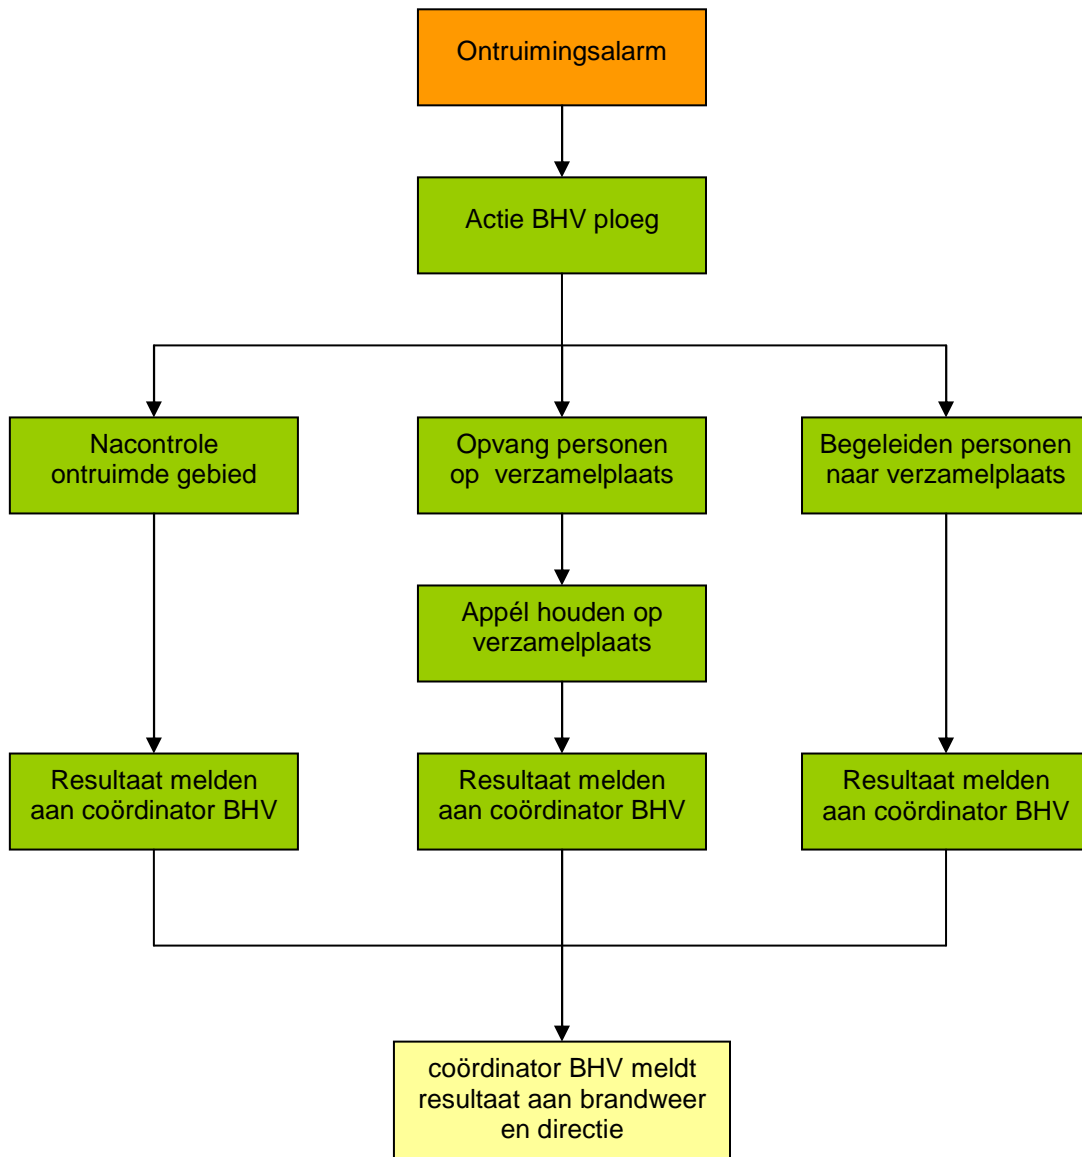 Ontruimingsalarm
Actie BHV ploeg
Nacontrole
ontruimde gebied
Opvang personen
op verzamelplaats
Begeleiden personen
naar verzamelplaats
Appél houden op
verzamelplaats
Resultaat melden
aan coördinator BHV
Resultaat melden
aan coördinator BHV
Resultaat melden
aan coördinator BHV
coördinator BHV meldt
resultaat aan brandweer
en directie